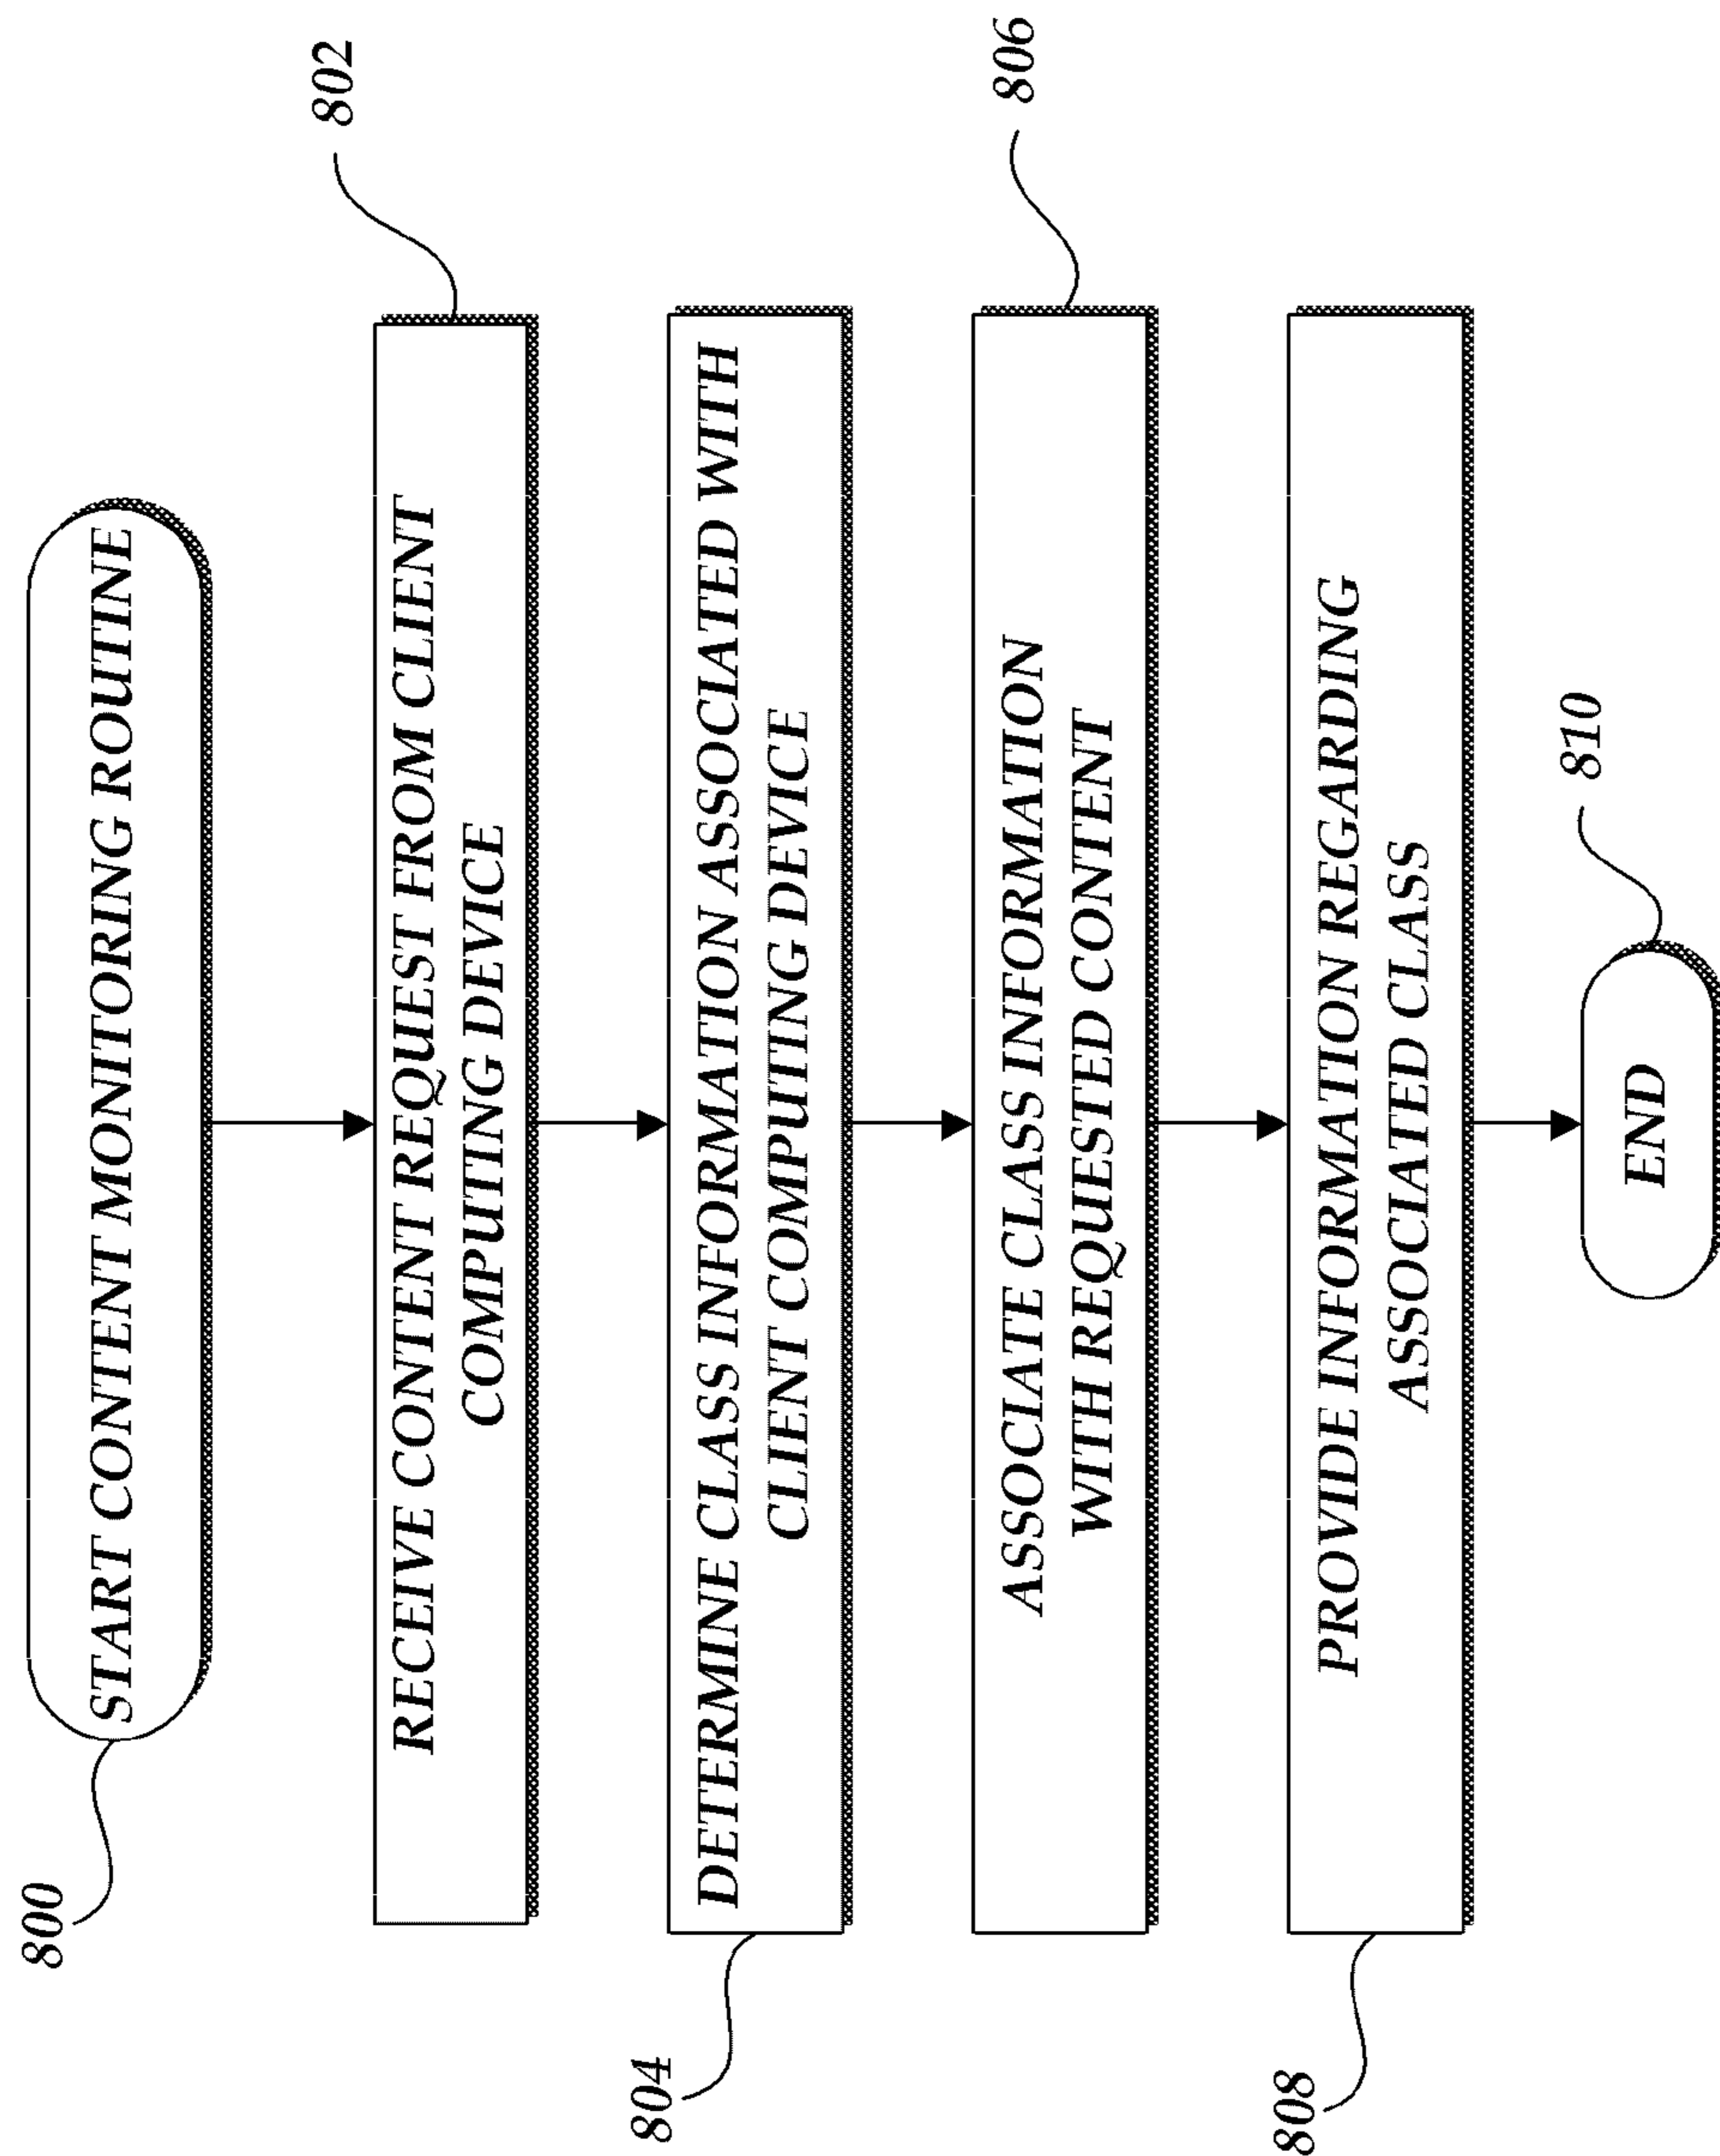 800
START CONTENT MONITORING ROUTINE
802
RECEIVE CONTENT REQUEST FROM CLIENT
COMPUTING DEVICE
804
DETERMINE CLASS INFORMATION ASSOCIATED WITH
CLIENT COMPUTING DEVICE
806
ASSOCIATE CLASS INFORMATION
WITH REQUESTED CONTENT
808
PROVIDE INFORMATION REGARDING
ASSOCIATED CLASS
810
END